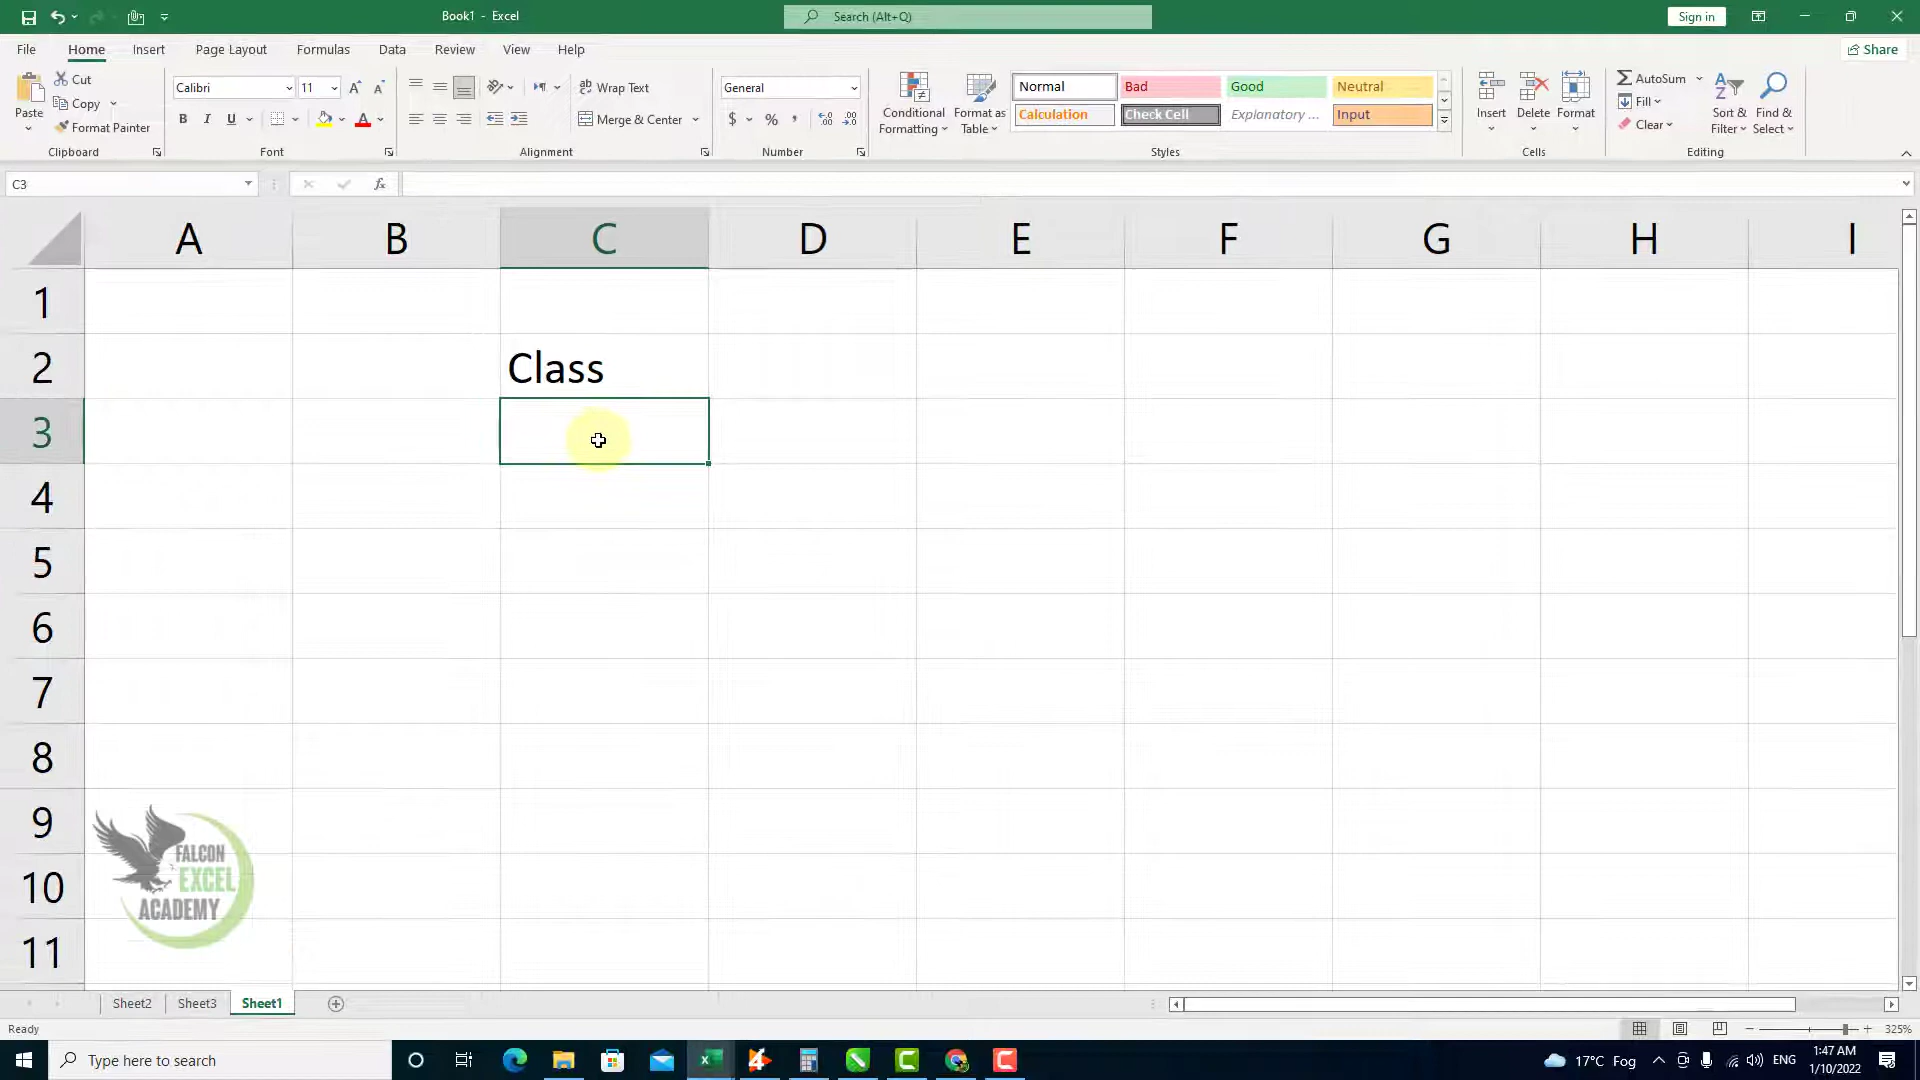 Book1 - Excel
Search (Alt+Q)
Sign in
File Home Insert Page Layout Formulas Data Review View Help
Share
Paste
Cut
Copy
Format Painter
Clipboard
Calibri 11
B I U
A
Font
Wrap Text
Merge & Center
Alignment
General
$ % ,
Number
Conditional Formatting
Format as Table
Normal Bad Good Neutral
Calculation Check Cell Explanatory ... Input
Styles
Insert Delete Format
Cells
AutoSum
Fill
Clear
Sort & Filter
Find & Select
Editing
C3
fx
A B C D E F G H I
1
2 Class
3
4
5
6
7
8
9
10
11
FALCON
EXCEL
ACADEMY
Sheet2 Sheet3 Sheet1
Ready
325%
Type here to search
17°C Fog
ENG
1:47 AM
1/10/2022